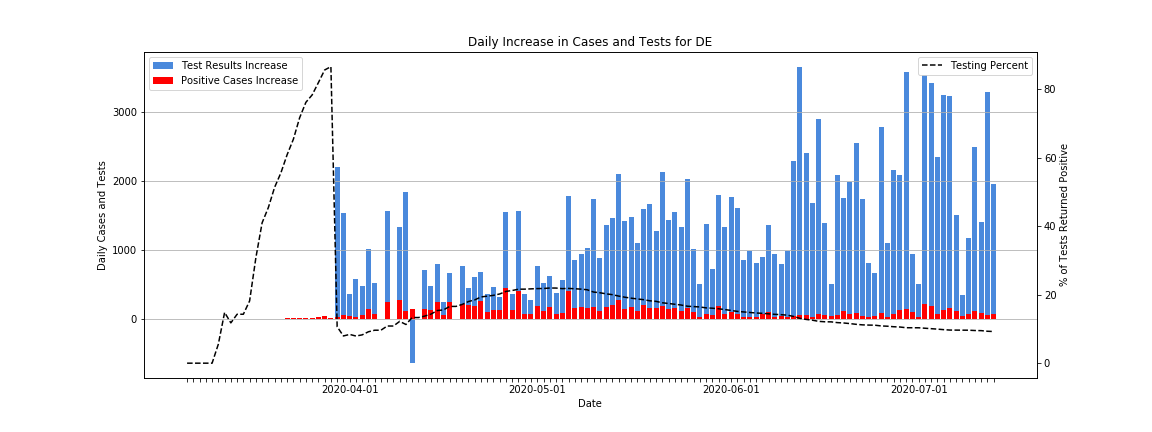 Daily Increase in Cases and Tests for DE
Test Results Increase
Positive Cases Increase
Testing Percent
3000
2000
1000
0
Daily Cases and Tests
80
60
40
20
0
% of Tests Returned Positive
2020-04-01
2020-05-01
2020-06-01
2020-07-01
Date